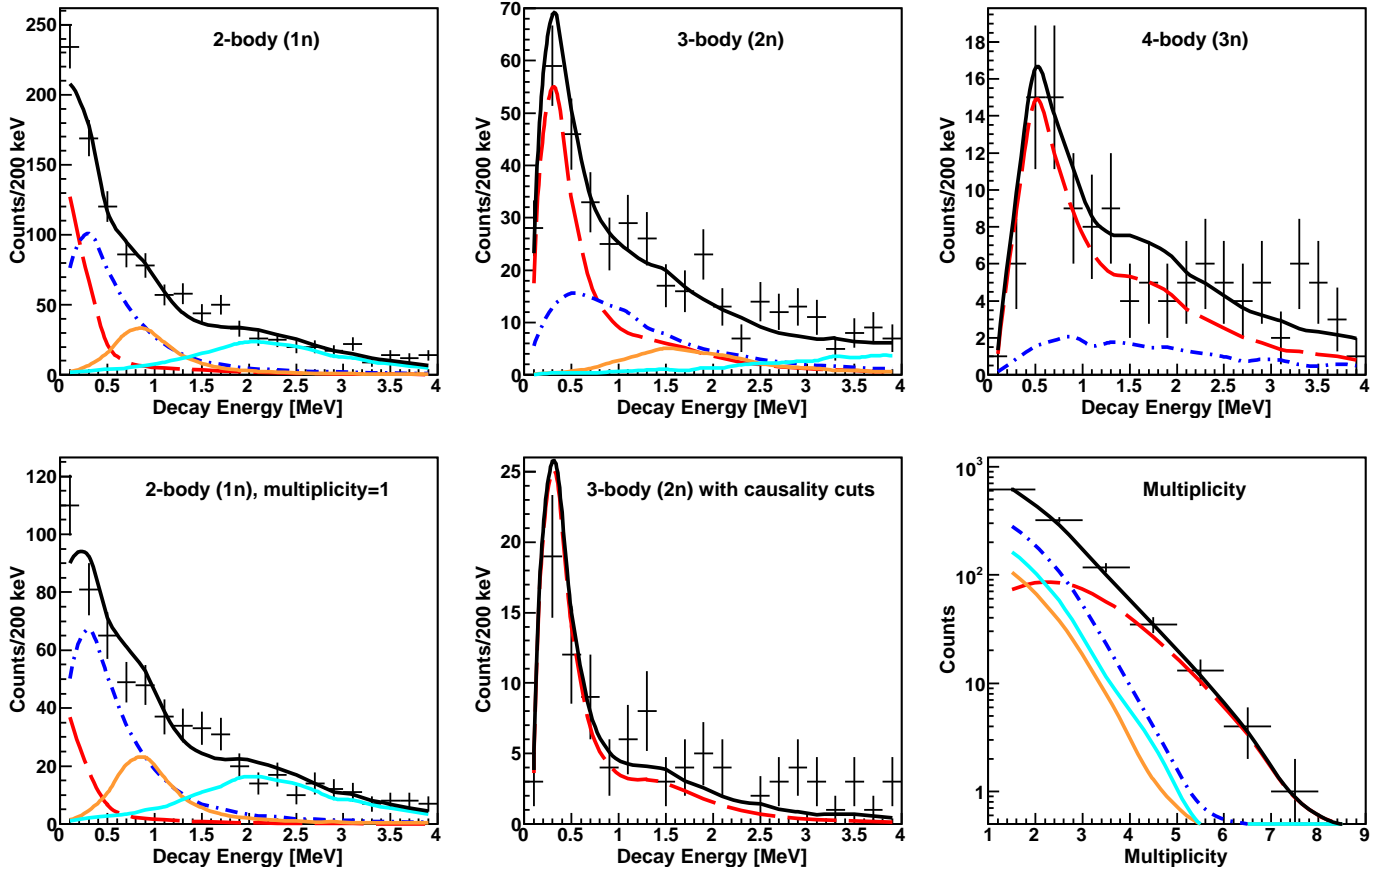 2-body (1n)
Counts/200 keV
250
200
150
100
50
0
0 0.5 1 1.5 2 2.5 3 3.5 4
Decay Energy [MeV]
3-body (2n)
Counts/200 keV
70
60
50
40
30
20
10
0
0 0.5 1 1.5 2 2.5 3 3.5 4
Decay Energy [MeV]
4-body (3n)
Counts/200 keV
18
16
14
12
10
8
6
4
2
0
0 0.5 1 1.5 2 2.5 3 3.5 4
Decay Energy [MeV]
2-body (1n), multiplicity=1
Counts/200 keV
120
100
80
60
40
20
0
0 0.5 1 1.5 2 2.5 3 3.5 4
Decay Energy [MeV]
3-body (2n) with causality cuts
Counts/200 keV
25
20
15
10
5
0
0 0.5 1 1.5 2 2.5 3 3.5 4
Decay Energy [MeV]
Multiplicity
Counts
10³
10²
10
1
1 2 3 4 5 6 7 8 9
Multiplicity